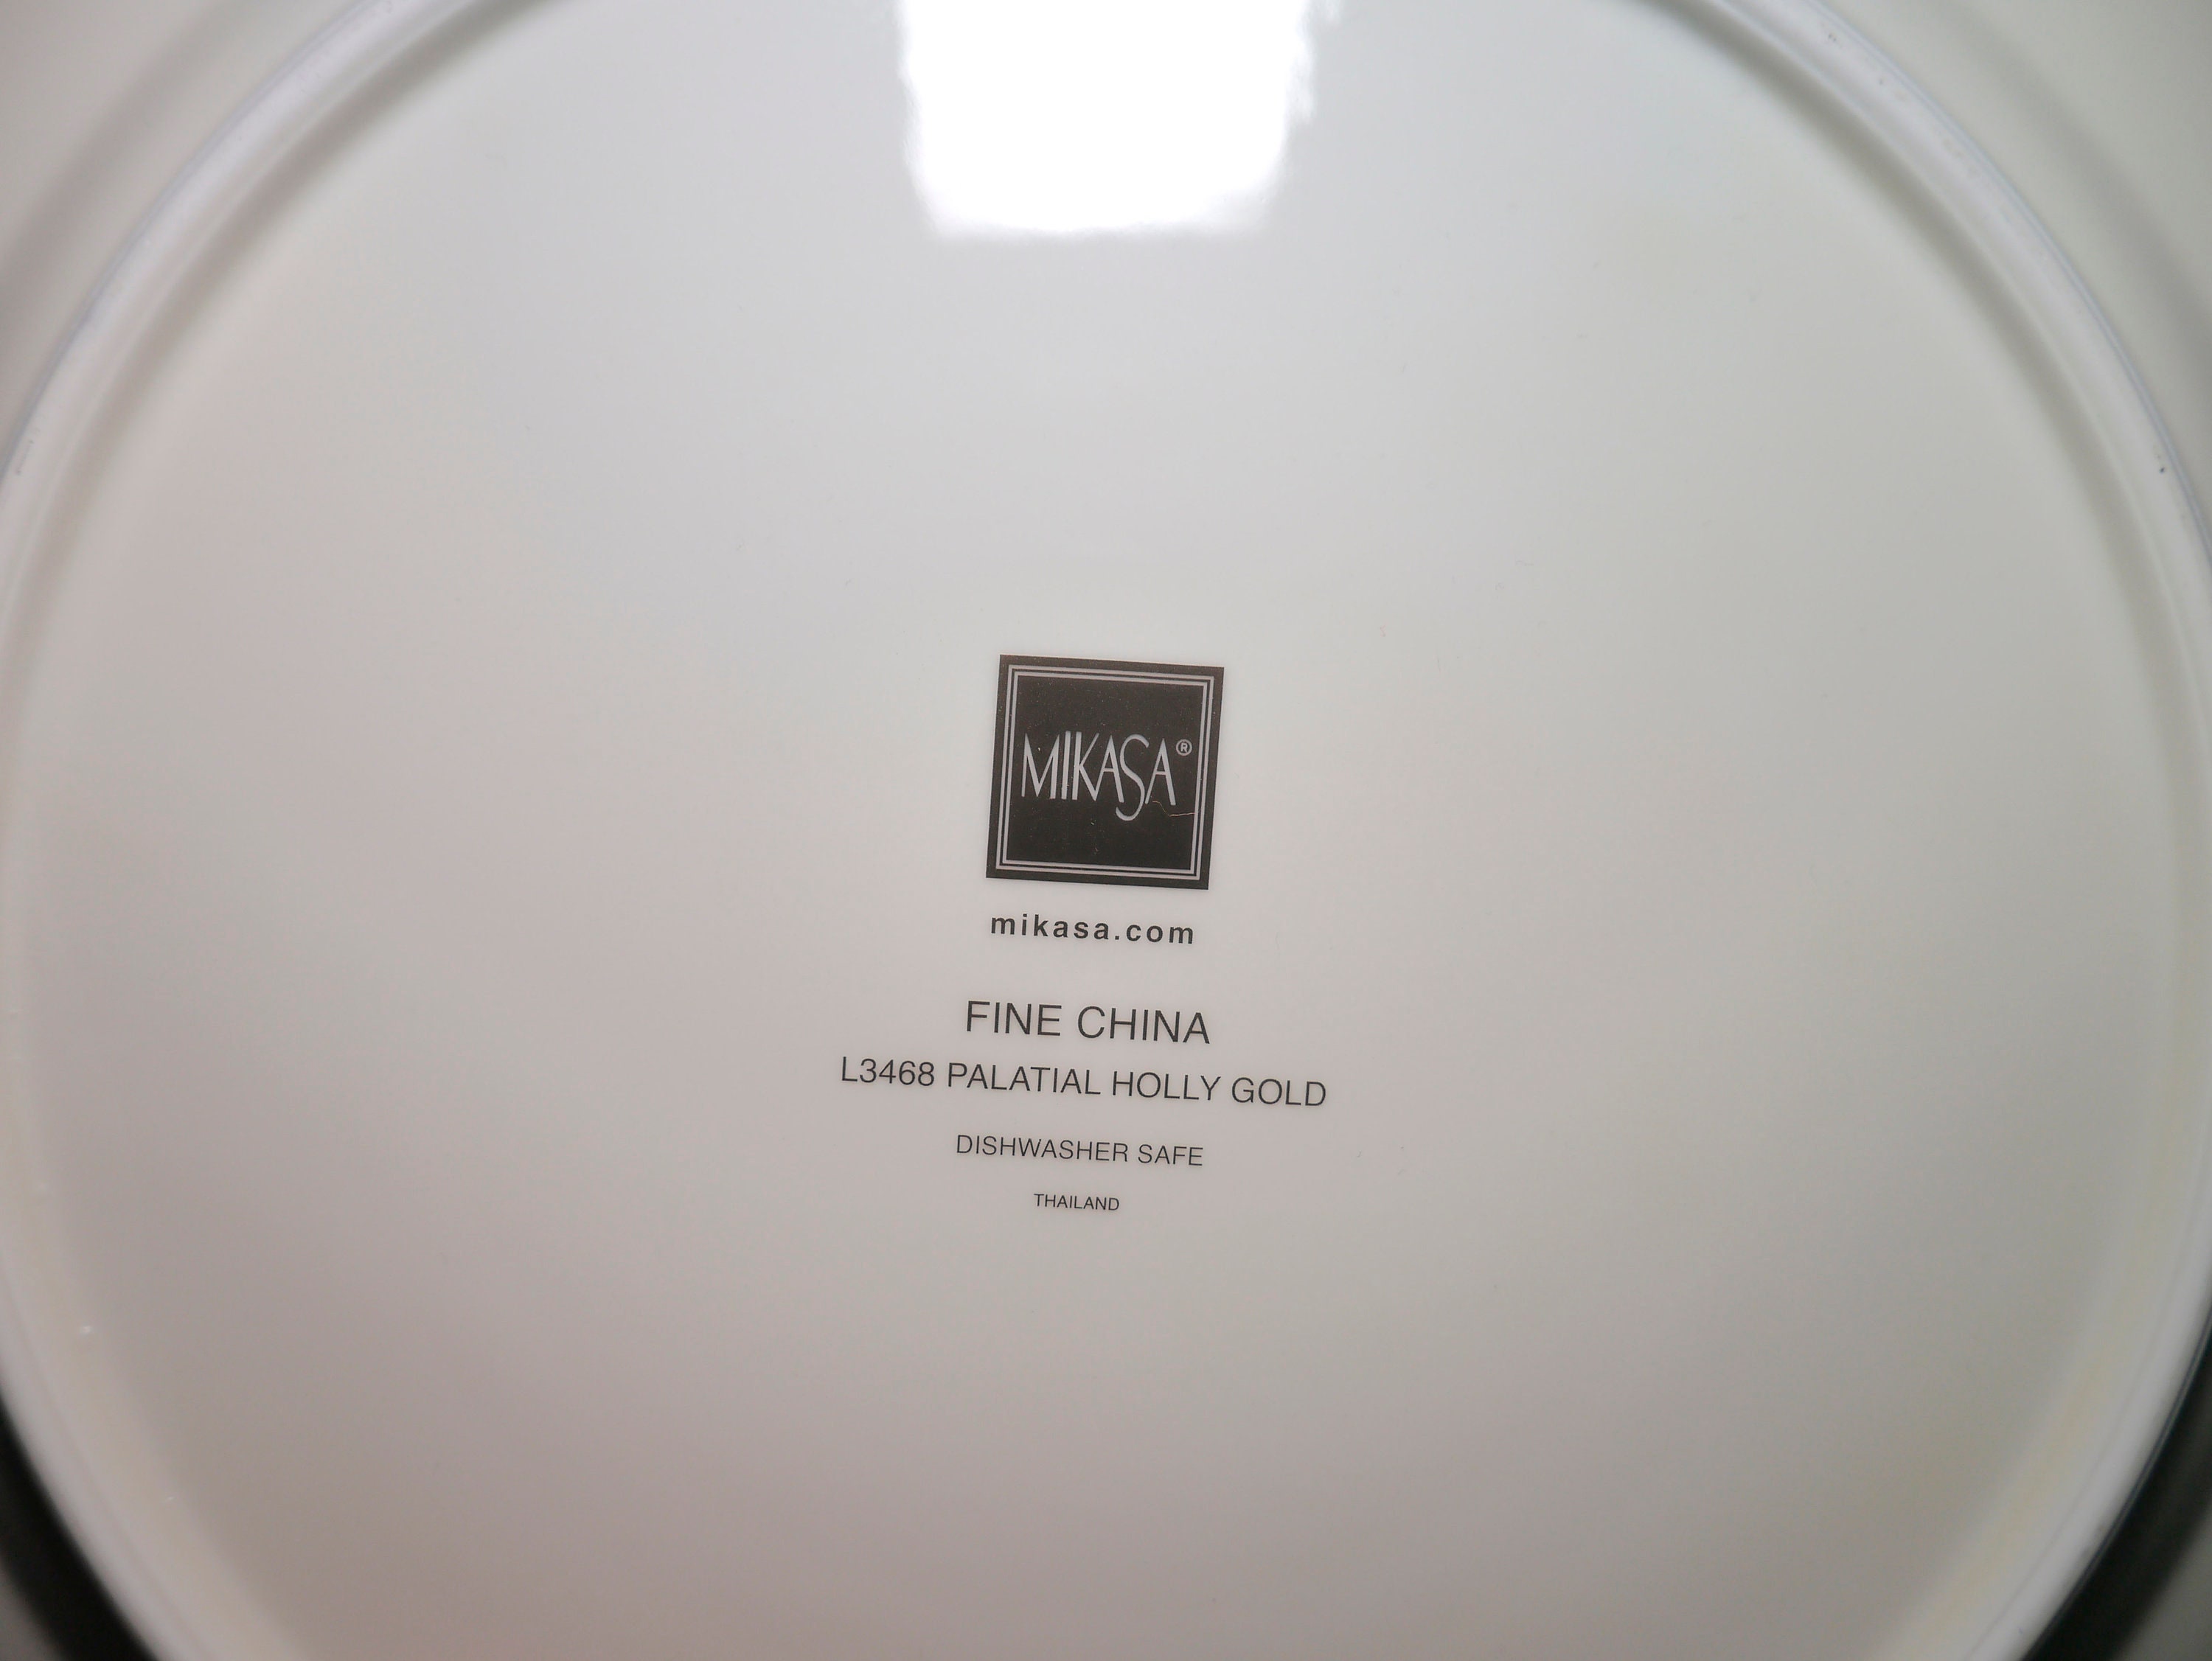 MIKASA®
mikasa.com
FINE CHINA
L3468 PALATIAL HOLLY GOLD
DISHWASHER SAFE
THAILAND